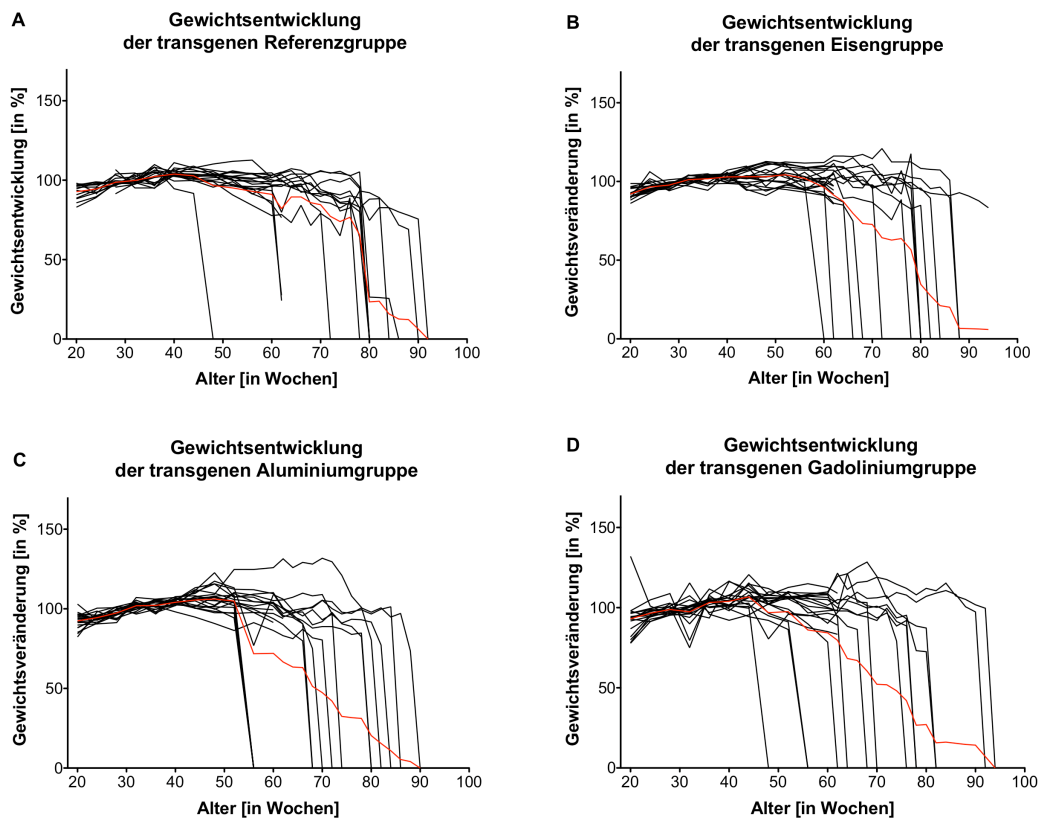 A
Gewichtsentwicklung
der transgenen Referenzgruppe
Gewichtsentwicklung [in %]
150
100
50
0
20 30 40 50 60 70 80 90 100
Alter [in Wochen]
B
Gewichtsentwicklung
der transgenen Eisengruppe
Gewichtsveränderung [in %]
150
100
50
0
20 30 40 50 60 70 80 90 100
Alter [in Wochen]
C
Gewichtsentwicklung
der transgenen Aluminiumgruppe
Gewichtsveränderung [in %]
150
100
50
0
20 30 40 50 60 70 80 90 100
Alter [in Wochen]
D
Gewichtsentwicklung
der transgenen Gadoliniumgruppe
Gewichtsveränderung [in %]
150
100
50
0
20 30 40 50 60 70 80 90 100
Alter [in Wochen]